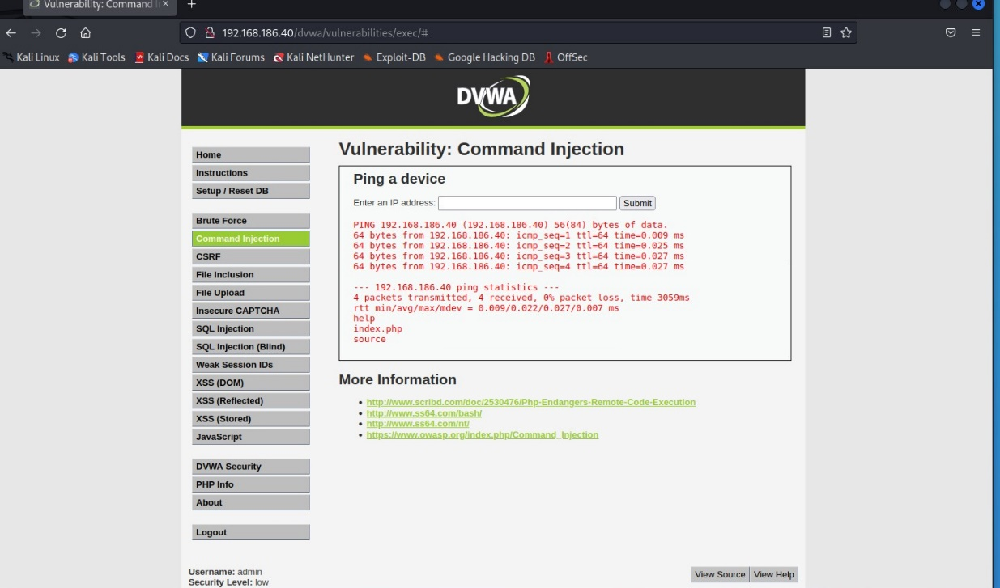 Vulnerability: Command In
192.168.186.40/dvwa/vulnerabilities/exec/#
Kali Linux Kali Tools Kali Docs Kali Forums Kali NetHunter Exploit-DB Google Hacking DB OffSec
DVWA
Home
Instructions
Setup / Reset DB
Brute Force
Command Injection
CSRF
File Inclusion
File Upload
Insecure CAPTCHA
SQL Injection
SQL Injection (Blind)
Weak Session IDs
XSS (DOM)
XSS (Reflected)
XSS (Stored)
JavaScript
DVWA Security
PHP Info
About
Logout
Username: admin
Security Level: low
Vulnerability: Command Injection
Ping a device
Enter an IP address: Submit
PING 192.168.186.40 (192.168.186.40) 56(84) bytes of data.
64 bytes from 192.168.186.40: icmp_seq=1 ttl=64 time=0.009 ms
64 bytes from 192.168.186.40: icmp_seq=2 ttl=64 time=0.025 ms
64 bytes from 192.168.186.40: icmp_seq=3 ttl=64 time=0.027 ms
64 bytes from 192.168.186.40: icmp_seq=4 ttl=64 time=0.027 ms
--- 192.168.186.40 ping statistics ---
4 packets transmitted, 4 received, 0% packet loss, time 3059ms
rtt min/avg/max/mdev = 0.009/0.022/0.027/0.007 ms
help
index.php
source
More Information
http://www.scribd.com/doc/2530476/Php-Endangers-Remote-Code-Execution
http://www.ss64.com/bash/
http://www.ss64.com/nt/
https://www.owasp.org/index.php/Command_Injection
View Source View Help